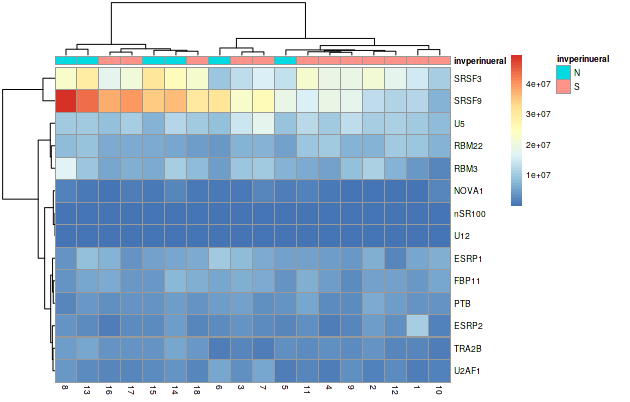 invperinueral
SRSF3
SRSF9
U5
RBM22
RBM3
NOVA1
nSR100
U12
ESRP1
FBP11
PTB
ESRP2
TRA2B
U2AF1
8 13 16 17 15 14 18 6 3 7 5 11 4 9 2 12 1 10
4e+07
3e+07
2e+07
1e+07
invperinueral
N
S